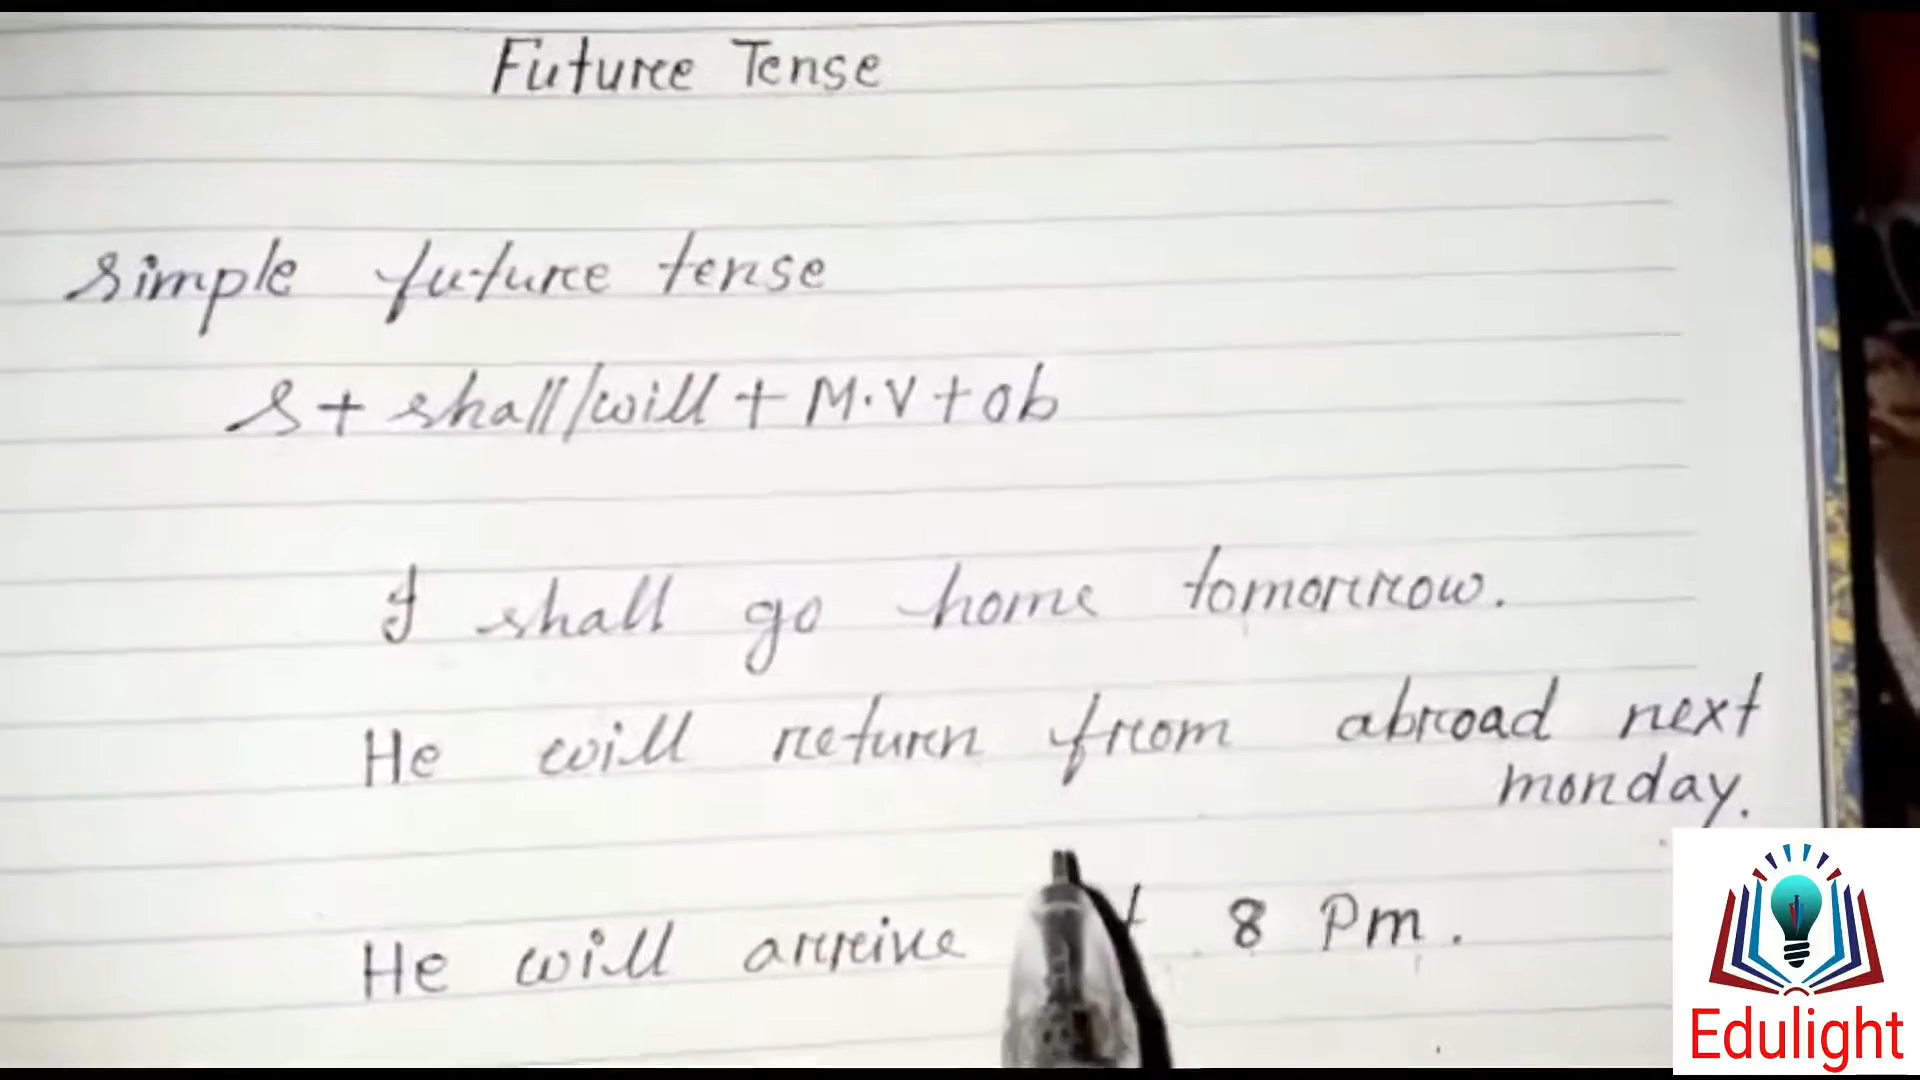 Future Tense
simple future tense
S + shall/will + M.V + ob
I shall go home tomorrow.
He will return from abroad next
monday.
He will arrive 8 Pm.
Edulight